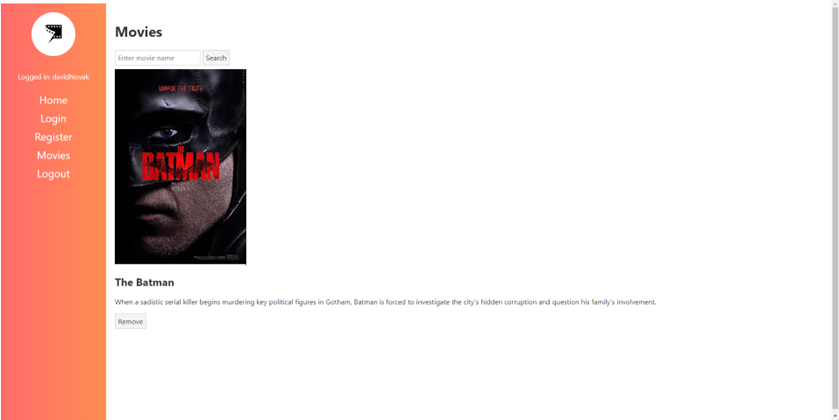 Logged in: davidNovak
Home
Login
Register
Movies
Logout
Movies
Enter movie name
Search
UNMASK THE TRUTH
THE
BATMAN
The Batman
When a sadistic serial killer begins murdering key political figures in Gotham, Batman is forced to investigate the city's hidden corruption and question his family's involvement.
Remove